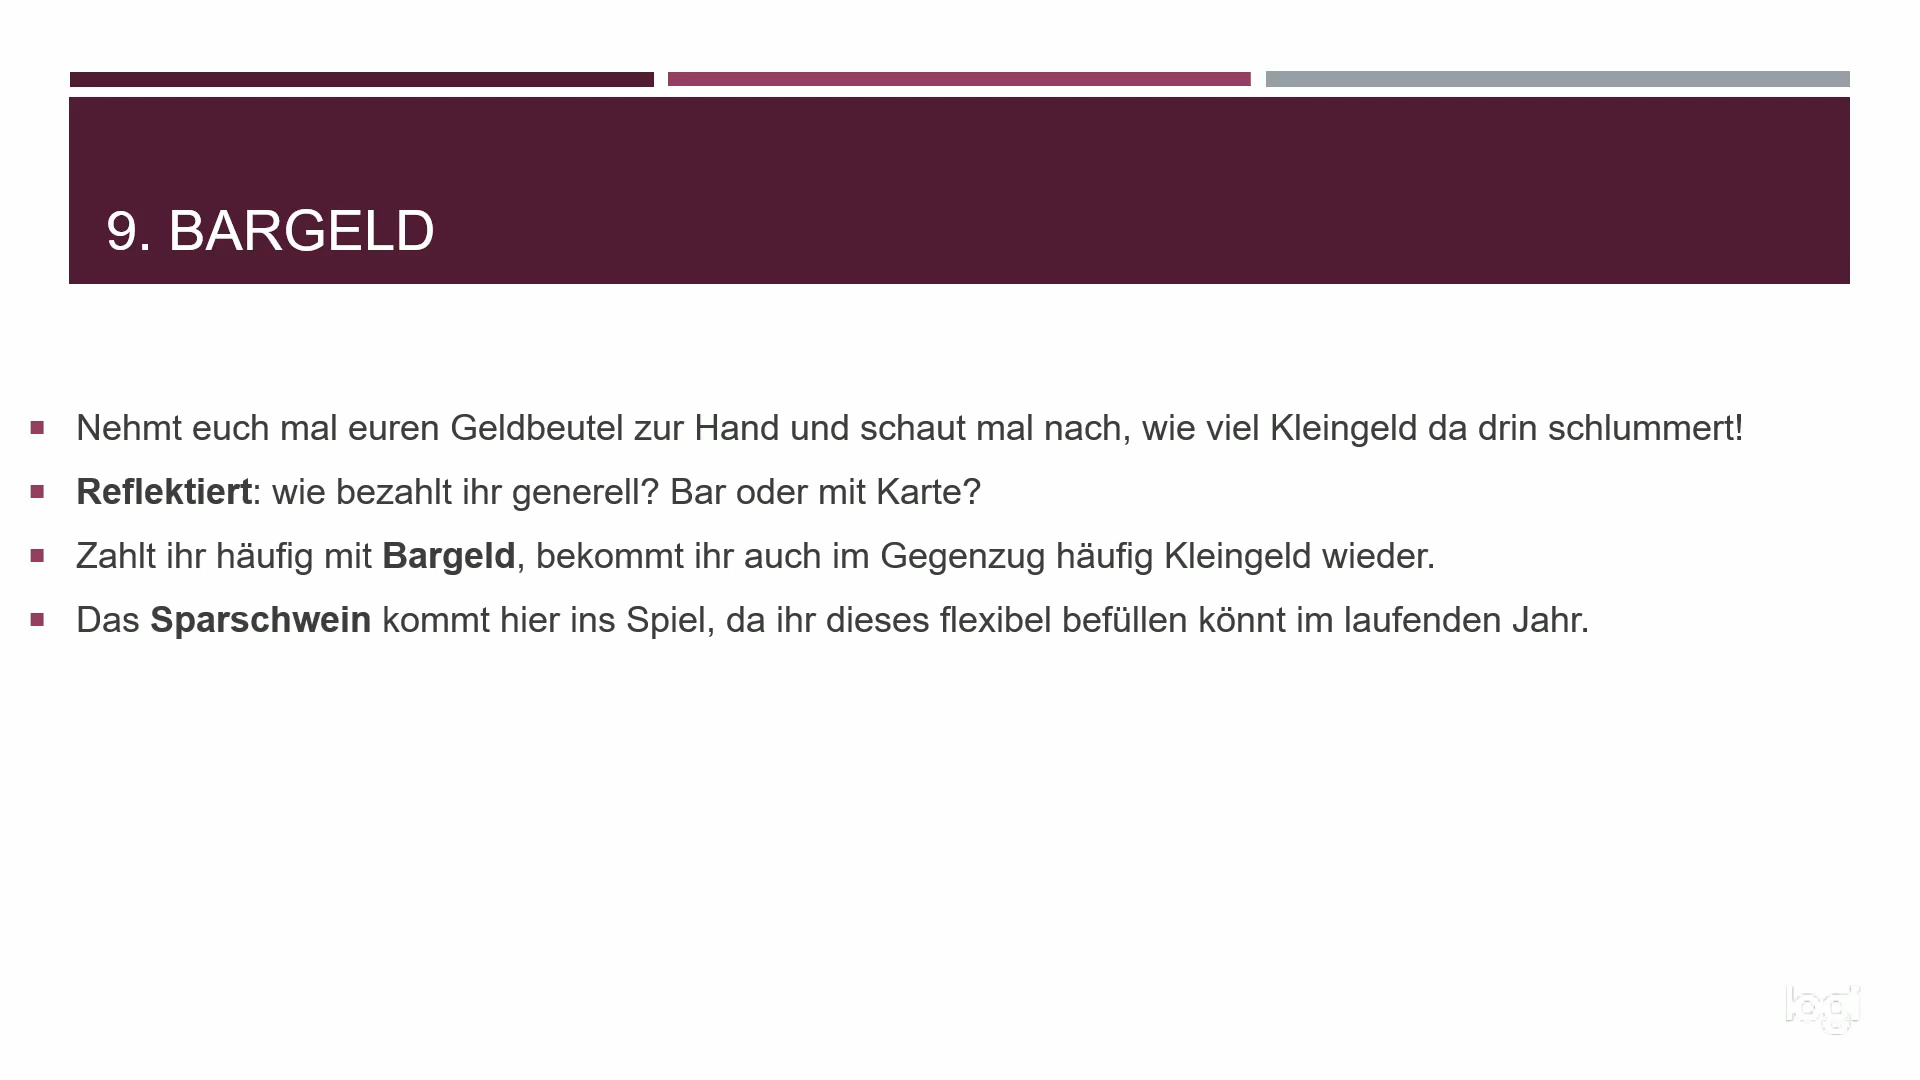 9. BARGELD
Nehmt euch mal euren Geldbeutel zur Hand und schaut mal nach, wie viel Kleingeld da drin schlummert!
Reflektiert: wie bezahlt ihr generell? Bar oder mit Karte?
Zahlt ihr häufig mit Bargeld, bekommt ihr auch im Gegenzug häufig Kleingeld wieder.
Das Sparschwein kommt hier ins Spiel, da ihr dieses flexibel befüllen könnt im laufenden Jahr.
logi